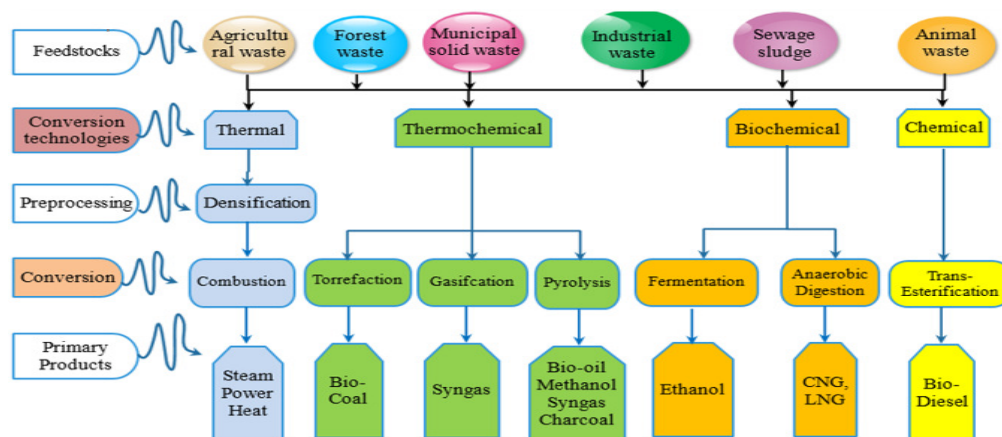 Feedstocks
Agricultu
ral waste
Forest
waste
Municipal
solid waste
Industrial
waste
Sewage
sludge
Animal
waste
Conversion
technologies
Thermal
Thermochemical
Biochemical
Chemical
Preprocessing
Densification
Conversion
Combustion
Torrefaction
Gasifcation
Pyrolysis
Fermentation
Anaerobic
Digestion
Trans-
Esterification
Primary
Products
Steam
Power
Heat
Bio-
Coal
Syngas
Bio-oil
Methanol
Syngas
Charcoal
Ethanol
CNG,
LNG
Bio-
Diesel